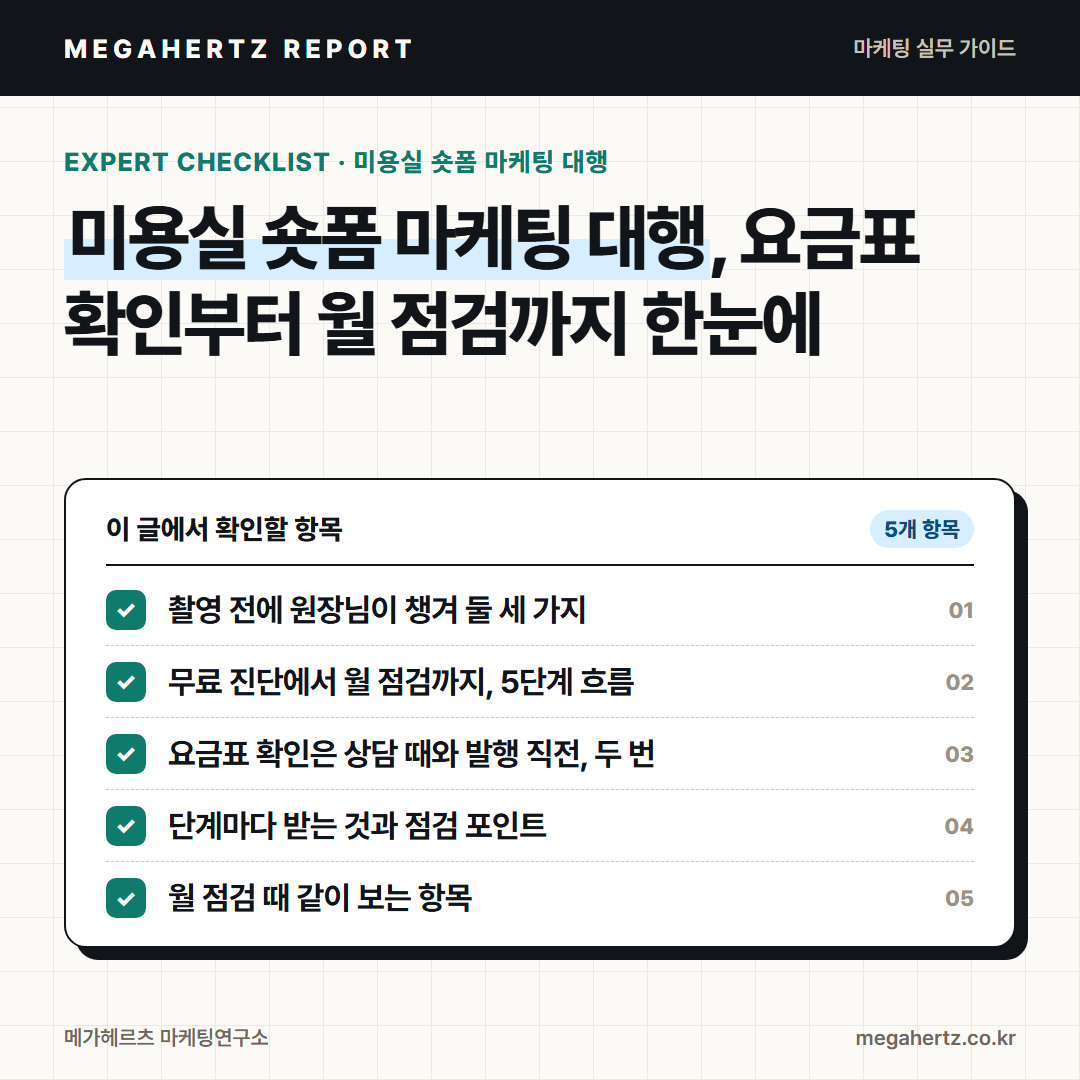 MEGAHERTZ REPORT
마케팅 실무 가이드
EXPERT CHECKLIST · 미용실 숏폼 마케팅 대행
미용실 숏폼 마케팅 대행, 요금표
확인부터 월 점검까지 한눈에
이 글에서 확인할 항목
5개 항목
촬영 전에 원장님이 챙겨 둘 세 가지
01
무료 진단에서 월 점검까지, 5단계 흐름
02
요금표 확인은 상담 때와 발행 직전, 두 번
03
단계마다 받는 것과 점검 포인트
04
월 점검 때 같이 보는 항목
05
메가헤르츠 마케팅연구소
megahertz.co.kr